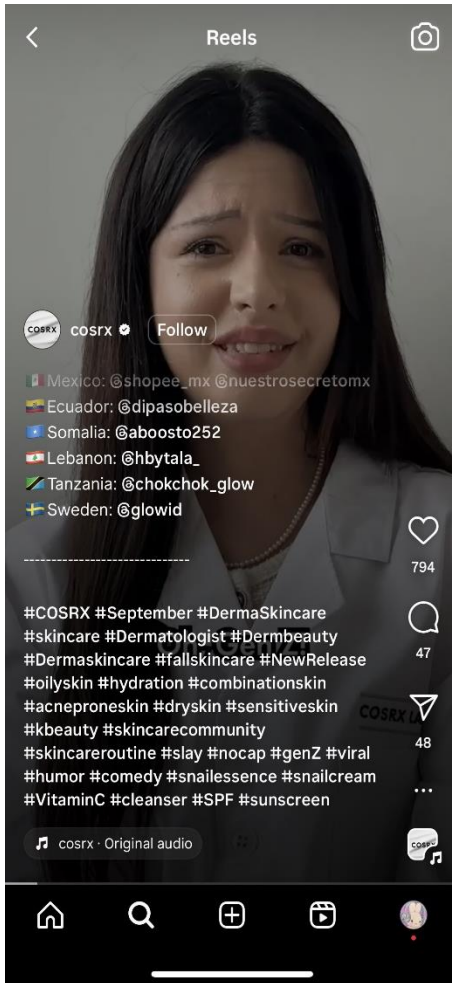 Reels
cosrx
Follow
Mexico: @shopee_mx @nuestrosecretomx
Ecuador: @dipasobelleza
Somalia: @aboosto252
Lebanon: @hbytala_
Tanzania: @chokchok_glow
Sweden: @glowid
------------------------------
#COSRX #September #DermaSkincare
#skincare #Dermatologist #Dermbeauty
#Dermaskincare #fallskincare #NewRelease
#oilyskin #hydration #combinationskin
#acneproneskin #dryskin #sensitiveskin
#kbeauty #skincarecommunity
#skincareroutine #slay #nocap #genZ #viral
#humor #comedy #snailessence #snailcream
#VitaminC #cleanser #SPF #sunscreen
cosrx · Original audio
794
47
48
COSRX
COSRX